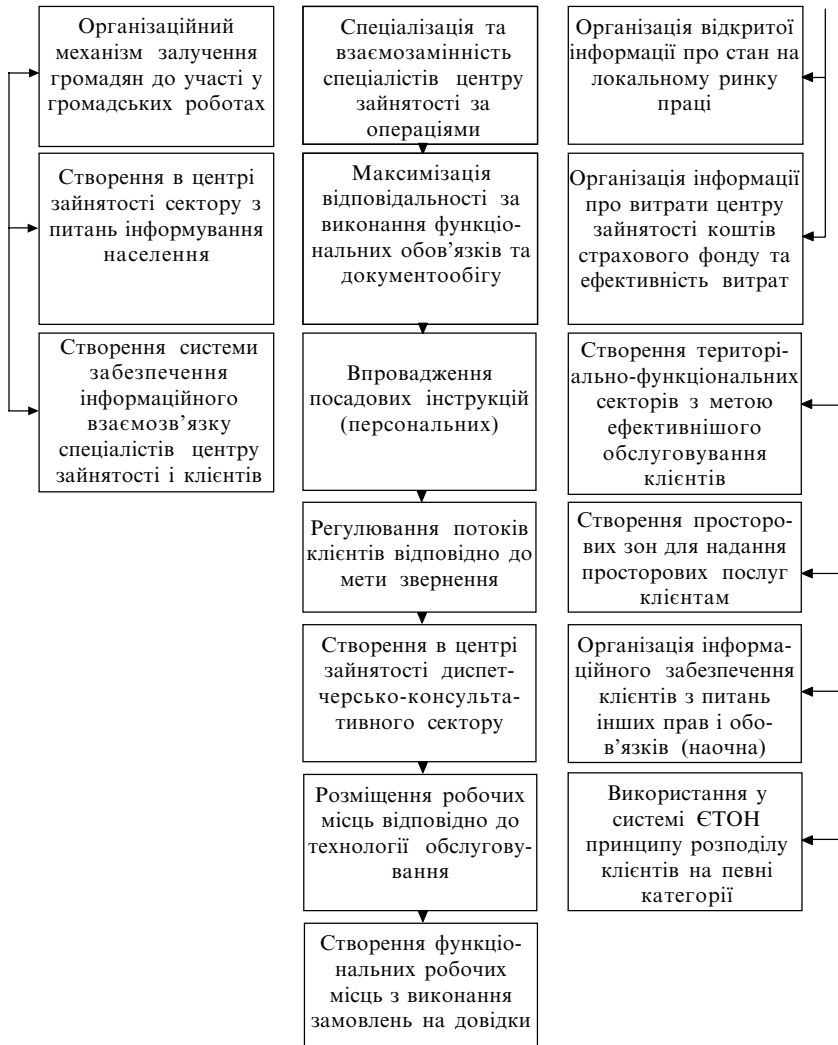 Організаційний
механізм залучення
громадян до участі у
громадських роботах
Створення в центрі
зайнятості сектору з
питань інформування
населення
Створення системи
забезпечення
інформаційного
взаємозв'язку
спеціалістів центру
зайнятості і клієнтів
Спеціалізація та
взаємозамінність
спеціалістів центру
зайнятості за
операціями
Максимізація
відповідальності за
виконання функціо-
нальних обов'язків та
документообігу
Впровадження
посадових інструкцій
(персональних)
Регулювання потоків
клієнтів відповідно до
мети звернення
Створення в центрі
зайнятості диспет-
черсько-консульта-
тивного сектору
Розміщення робочих
місць відповідно до
технології обслугову-
вання
Створення функціо-
нальних робочих
місць з виконання
замовлень на довідки
Організація відкритої
інформації про стан на
локальному ринку
праці
Організація інформації
про витрати центру
зайнятості коштів
страхового фонду та
ефективність витрат
Створення територі-
ально-функціональних
секторів з метою
ефективнішого
обслуговування
клієнтів
Створення просторо-
вих зон для надання
просторових послуг
клієнтам
Організація інформа-
ційного забезпечення
клієнтів з питань
інших прав і обо-
в'язків (наочна)
Використання у
системі ЄТОН
принципу розподілу
клієнтів на певні
категорії